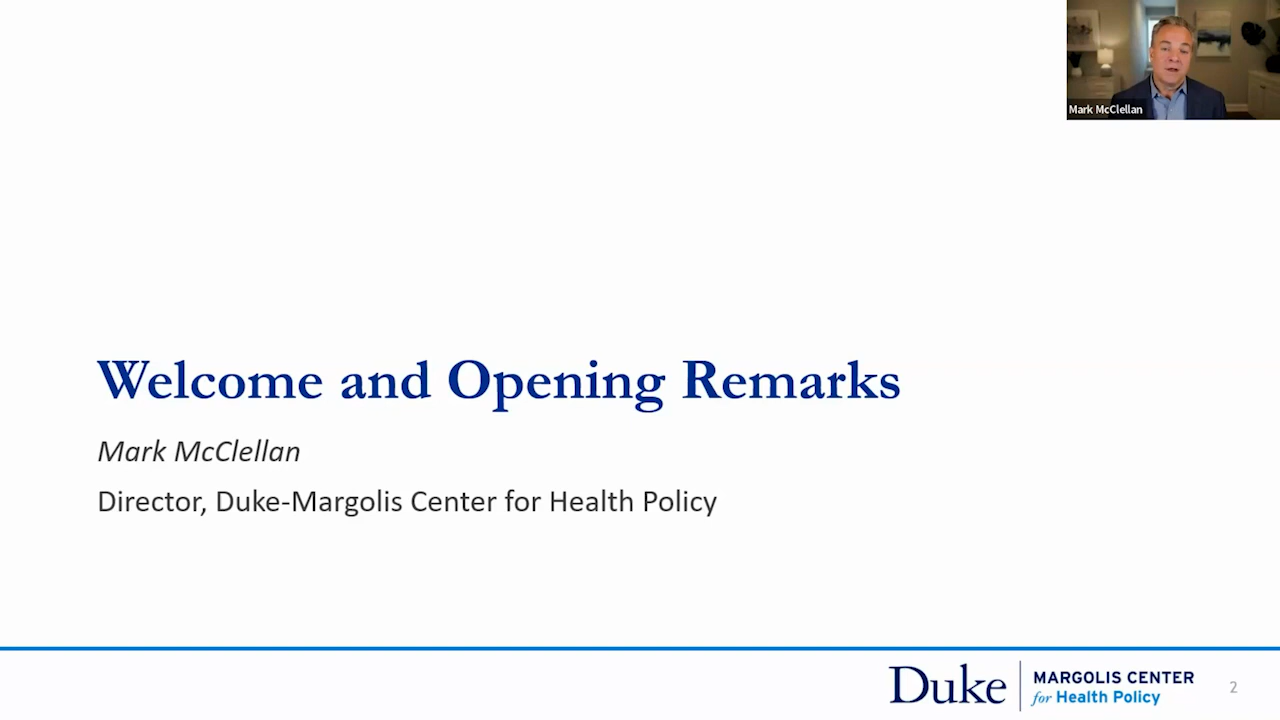 Mark McClellan
Welcome and Opening Remarks
Mark McClellan
Director, Duke-Margolis Center for Health Policy
Duke
MARGOLIS CENTER
for Health Policy
2